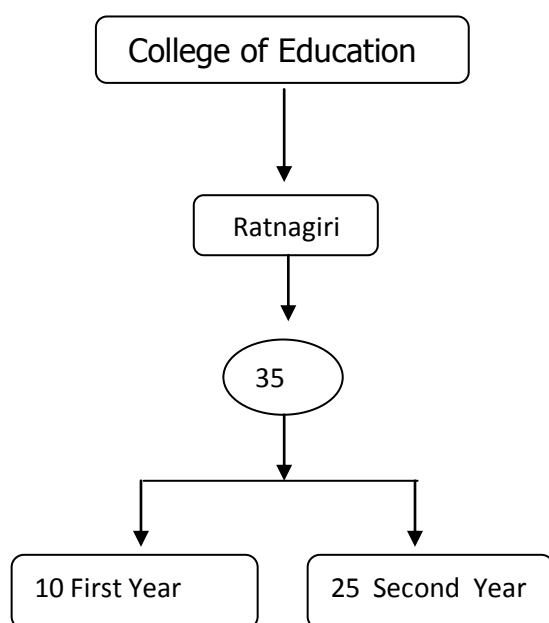 College of Education
Ratnagiri
35
10 First Year
25 Second Year